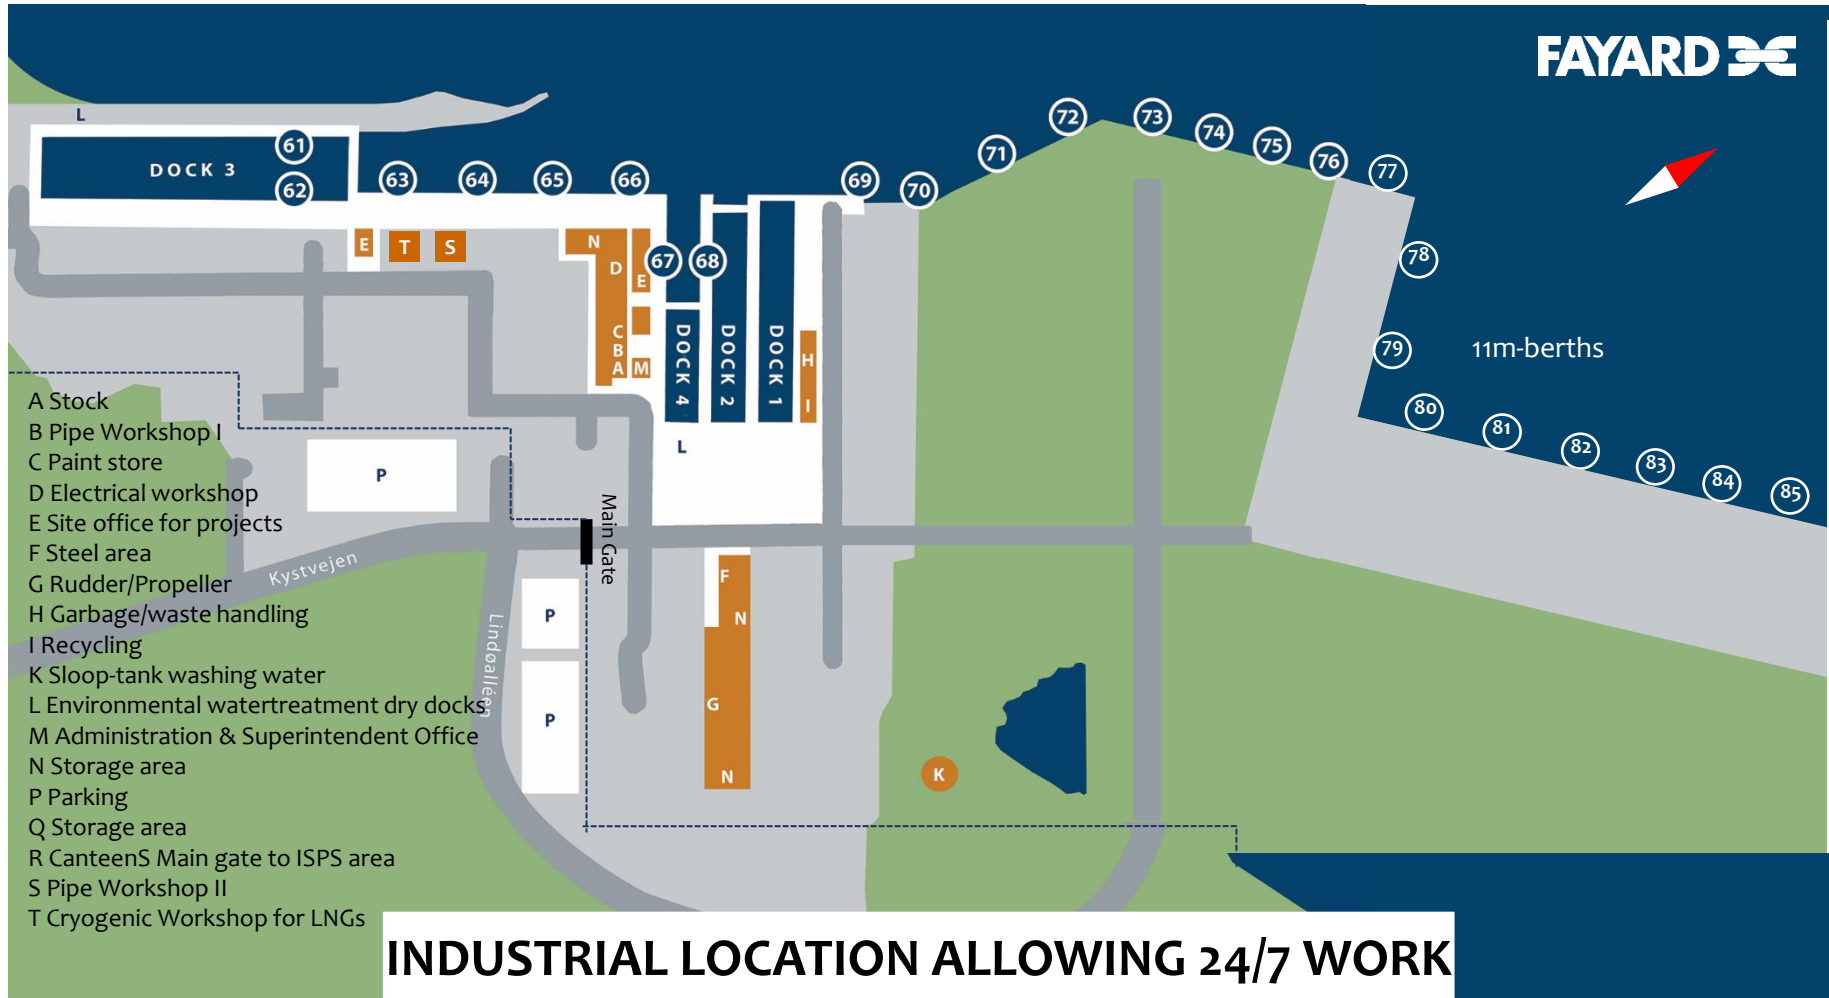 FAYARD
L
DOCK 3
61
62
63
64
65
66
67
68
69
70
71
72
73
74
75
76
77
78
79
80
81
82
83
84
85
11m-berths
E
T
S
N
D
E
C
B
A
M
DOCK 4
DOCK 2
DOCK 1
H
I
L
P
Main Gate
Kystvejen
Lindøalléen
P
P
F
N
G
N
K
A Stock
B Pipe Workshop I
C Paint store
D Electrical workshop
E Site office for projects
F Steel area
G Rudder/Propeller
H Garbage/waste handling
I Recycling
K Sloop-tank washing water
L Environmental watertreatment dry docks
M Administration & Superintendent Office
N Storage area
P Parking
Q Storage area
R CanteenS Main gate to ISPS area
S Pipe Workshop II
T Cryogenic Workshop for LNGs
INDUSTRIAL LOCATION ALLOWING 24/7 WORK